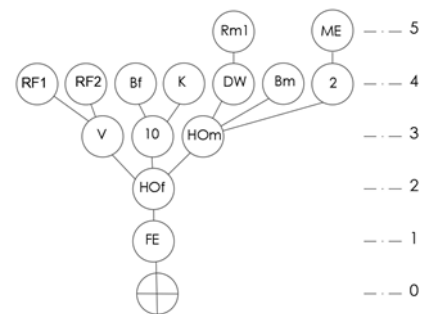 Rm1 ME 5
RF1 RF2 Bf K DW Bm 2 4
V 10 HOm 3
HOf 2
FE 1
0